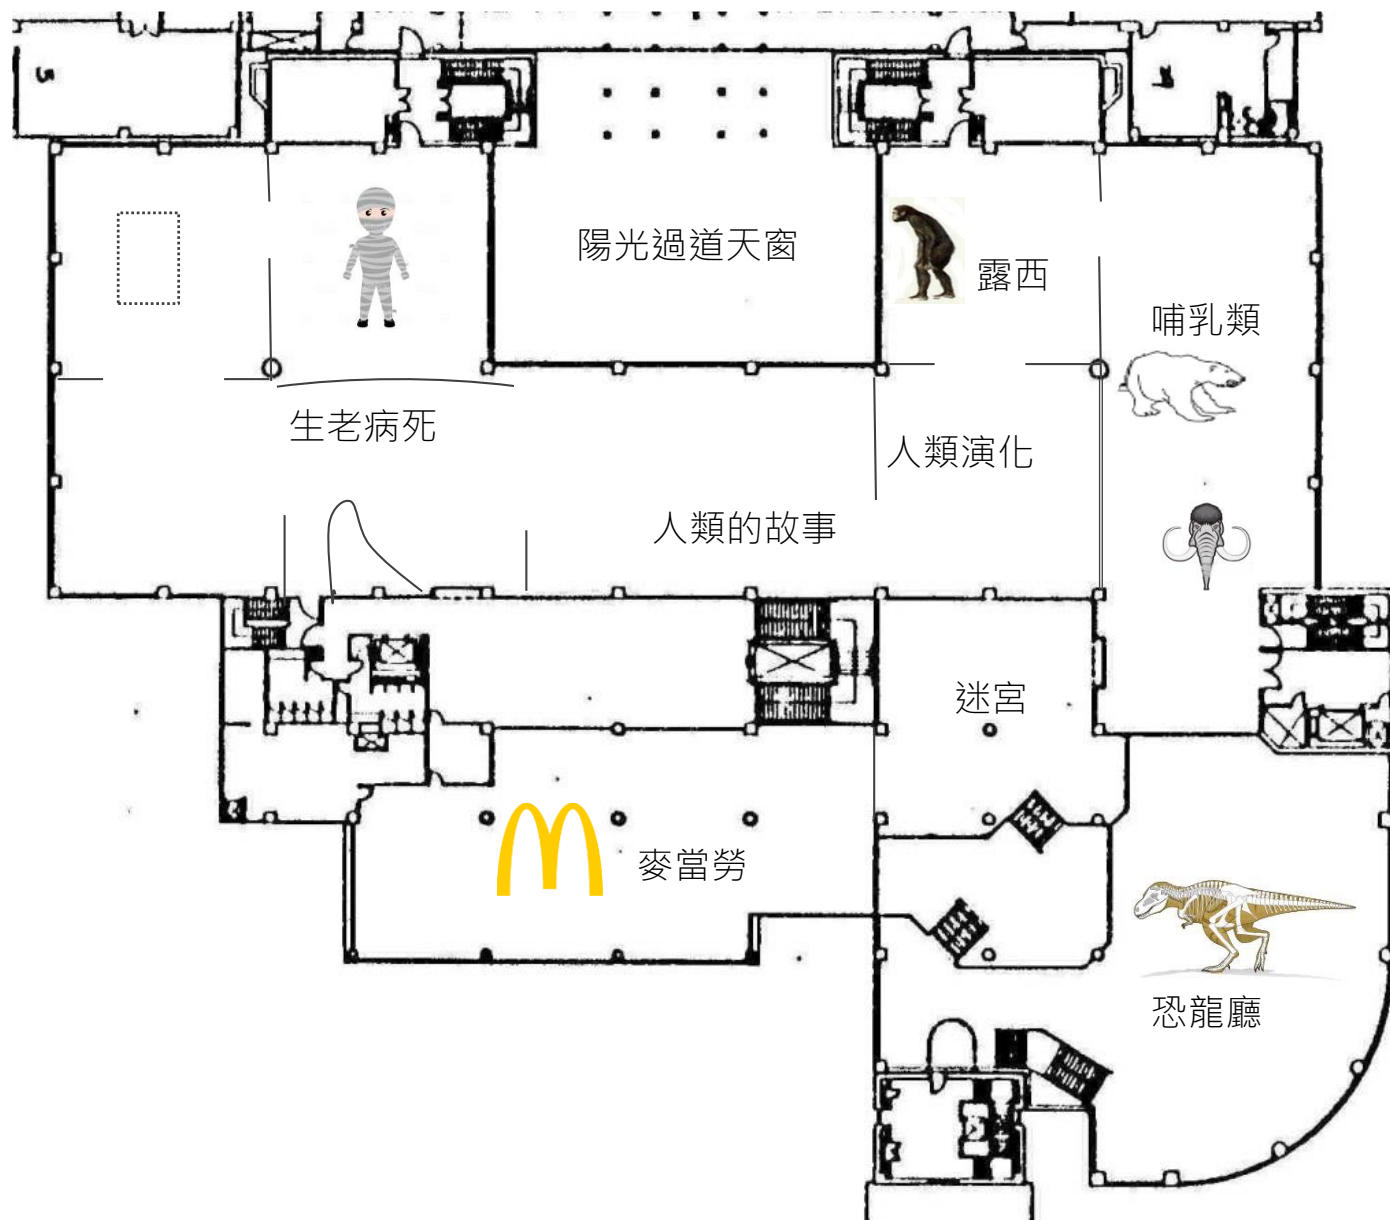 陽光過道天窗
露西
哺乳類
生老病死
人類演化
人類的故事
迷宮
麥當勞
恐龍廳